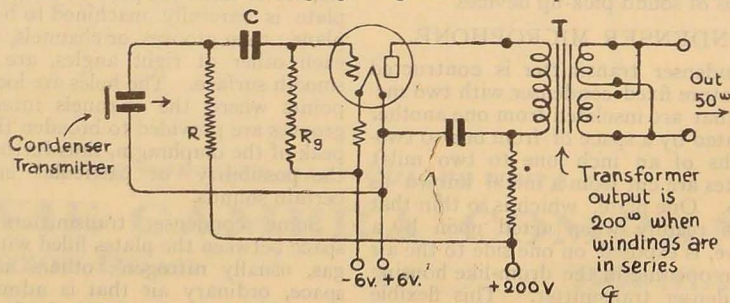 C
T
R
Rg
Out
50ω
Condenser
Transmitter
Transformer
output is
200ω when
windings are
in series
-6v. +6v.
+200V